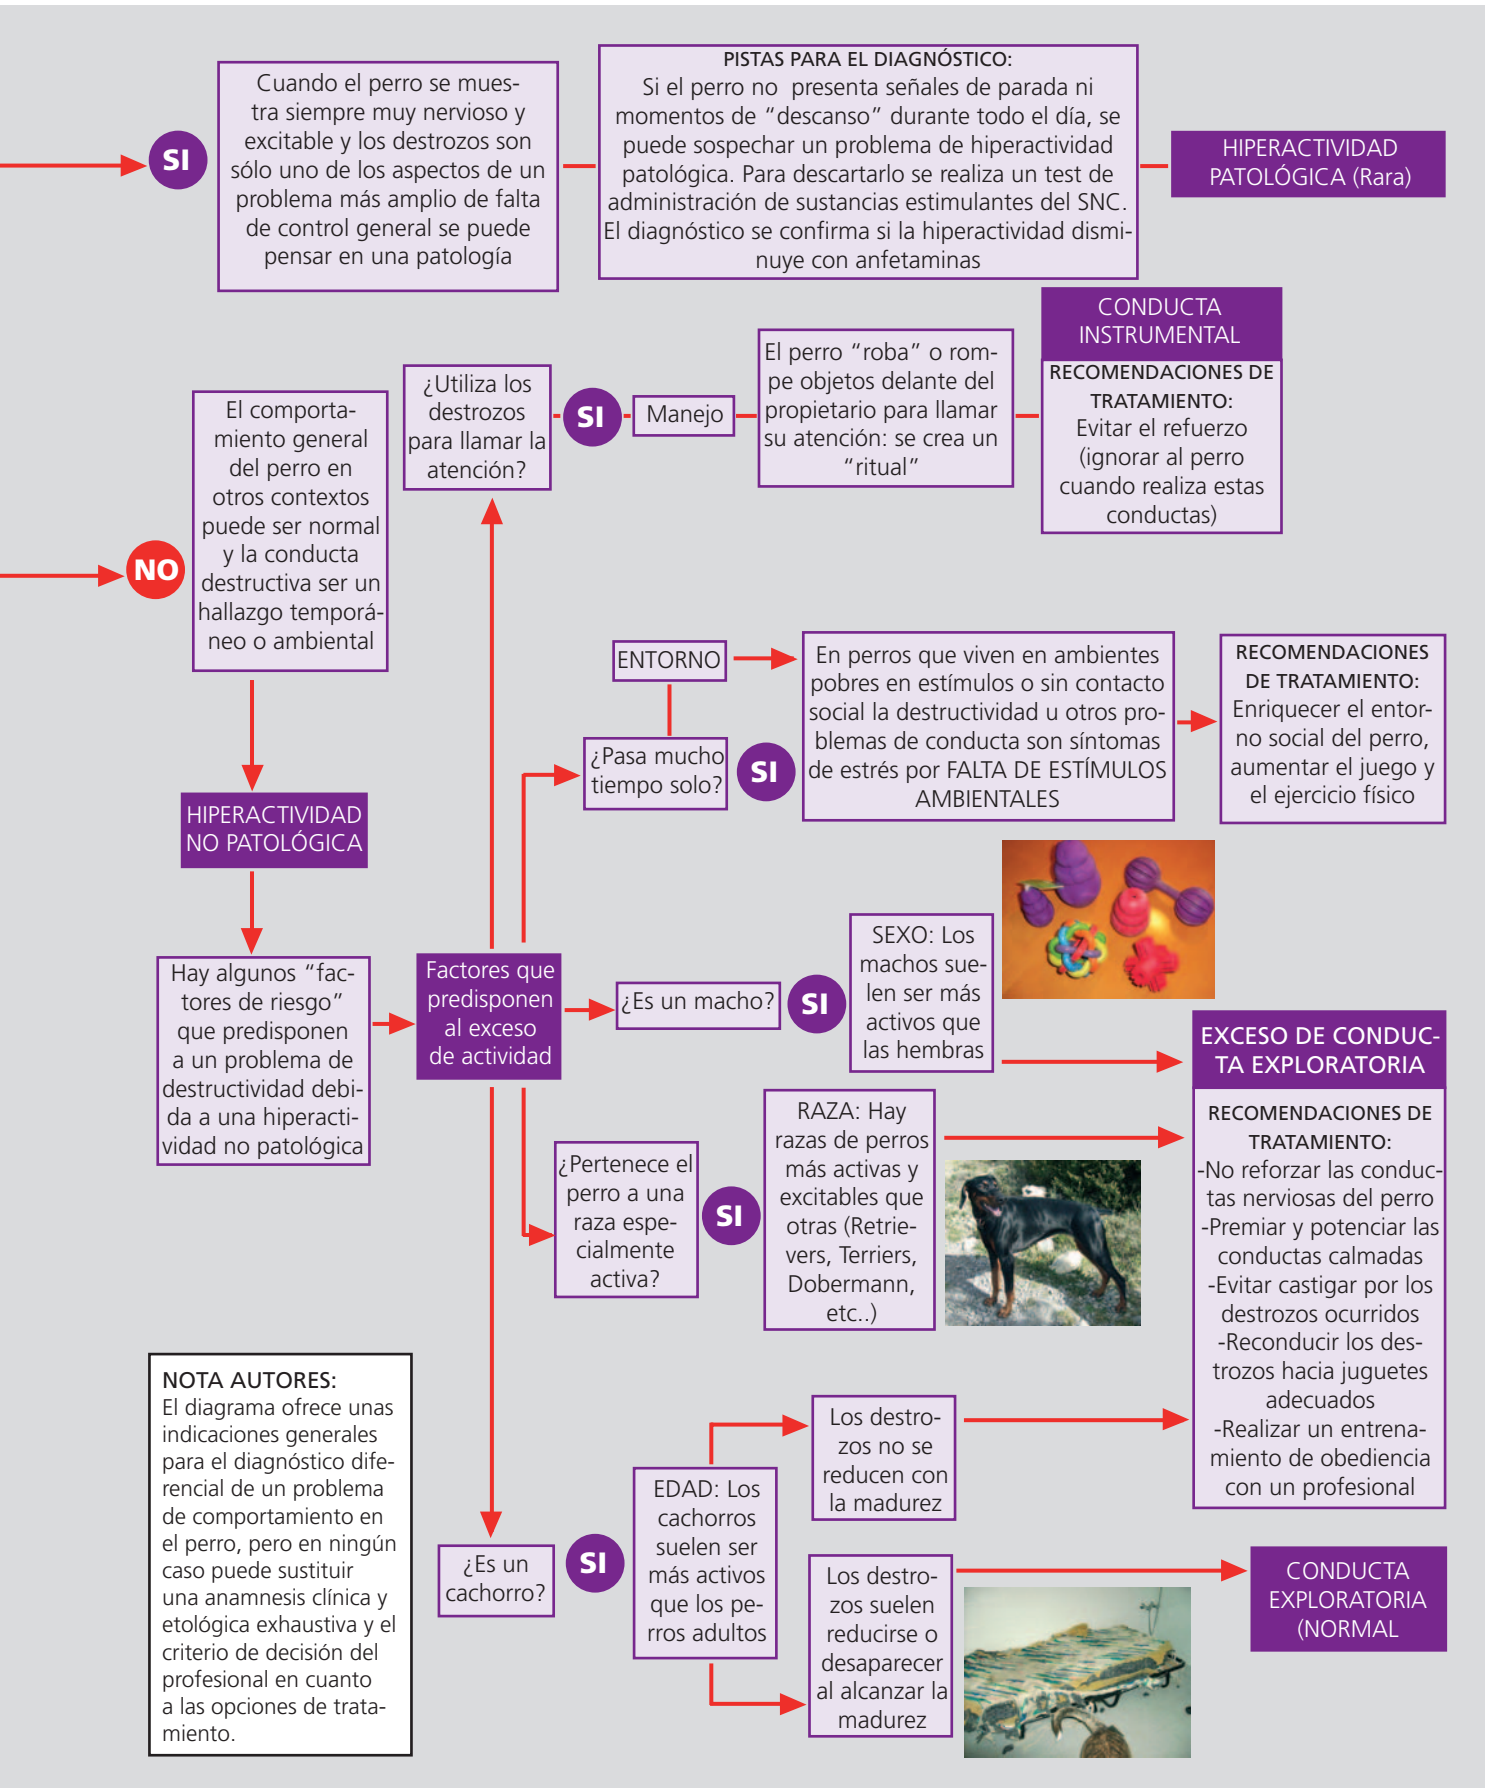 SI
Cuando el perro se mues-
tra siempre muy nervioso y
excitable y los destrozos son
sólo uno de los aspectos de un
problema más amplio de falta
de control general se puede
pensar en una patología
PISTAS PARA EL DIAGNÓSTICO:
Si el perro no presenta señales de parada ni
momentos de “descanso” durante todo el día, se
puede sospechar un problema de hiperactividad
patológica. Para descartarlo se realiza un test de
administración de sustancias estimulantes del SNC.
El diagnóstico se confirma si la hiperactividad dismi-
nuye con anfetaminas
HIPERACTIVIDAD
PATOLÓGICA (Rara)
NO
El comporta-
miento general
del perro en
otros contextos
puede ser normal
y la conducta
destructiva ser un
hallazgo temporá-
neo o ambiental
¿Utiliza los
destrozos
para llamar la
atención?
SI
Manejo
El perro “roba” o rom-
pe objetos delante del
propietario para llamar
su atención: se crea un
“ritual”
CONDUCTA
INSTRUMENTAL
RECOMENDACIONES DE
TRATAMIENTO:
Evitar el refuerzo
(ignorar al perro
cuando realiza estas
conductas)
ENTORNO
¿Pasa mucho
tiempo solo?
SI
En perros que viven en ambientes
pobres en estímulos o sin contacto
social la destructividad u otros pro-
blemas de conducta son síntomas
de estrés por FALTA DE ESTÍMULOS
AMBIENTALES
RECOMENDACIONES
DE TRATAMIENTO:
Enriquecer el entor-
no social del perro,
aumentar el juego y
el ejercicio físico
HIPERACTIVIDAD
NO PATOLÓGICA
Hay algunos “fac-
tores de riesgo”
que predisponen
a un problema de
destructividad debi-
da a una hiperacti-
vidad no patológica
Factores que
predisponen
al exceso
de actividad
¿Es un macho?
SI
SEXO: Los
machos sue-
len ser más
activos que
las hembras
¿Pertenece el
perro a una
raza espe-
cialmente
activa?
SI
RAZA: Hay
razas de perros
más activas y
excitables que
otras (Retrie-
vers, Terriers,
Dobermann,
etc..)
EXCESO DE CONDUC-
TA EXPLORATORIA
RECOMENDACIONES DE
TRATAMIENTO:
-No reforzar las conduc-
tas nerviosas del perro
-Premiar y potenciar las
conductas calmadas
-Evitar castigar por los
destrozos ocurridos
-Reconducir los des-
trozos hacia juguetes
adecuados
-Realizar un entrena-
miento de obediencia
con un profesional
NOTA AUTORES:
El diagrama ofrece unas
indicaciones generales
para el diagnóstico dife-
rencial de un problema
de comportamiento en
el perro, pero en ningún
caso puede sustituir
una anamnesis clínica y
etológica exhaustiva y el
criterio de decisión del
profesional en cuanto
a las opciones de trata-
miento.
¿Es un
cachorro?
SI
EDAD: Los
cachorros
suelen ser
más activos
que los pe-
rros adultos
Los destro-
zos no se
reducen con
la madurez
Los destro-
zos suelen
reducirse o
desaparecer
al alcanzar la
madurez
CONDUCTA
EXPLORATORIA
(NORMAL